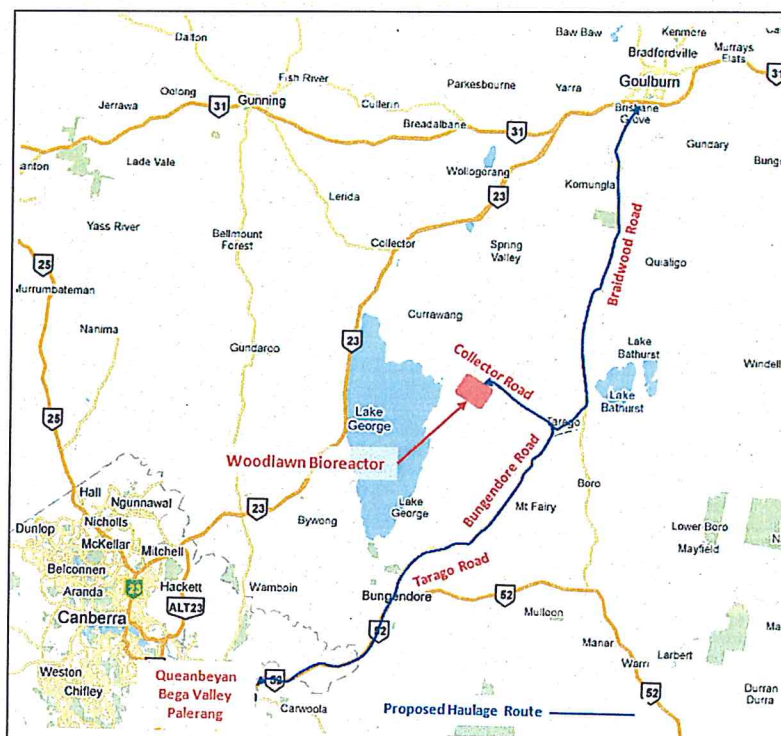 Dalton
Baw Baw
Kenmore
Bradfordville
Murrays
Flats
Fish River
Goulburn
31
Oolong
Gunning
Parkesbourne
Yarra
Jerrawa
31
Cullerin
Brisbane
Grove
Breadalbane
31
Gundary
Lade Vale
Wollogorang
Komungla
23
Lerida
Yass River
Bellmount
Forest
Collector
Spring
Valley
Braidwood Road
Quialigo
25
Murrumbateman
Currawang
Nanima
Gundaroo
23
Collector Road
Lake
Bathurst
Lake
George
Lake
Bathurst
25
Tarago
Woodlawn Bioreactor
Bungendore Road
Hall
Ngunnawal
Lake
George
Boro
Nicholls
23
Bywong
Mt Fairy
Dunlop
McKellar
Mitchell
Lower Boro
Mayfield
Belconnen
Tarago Road
Aranda
23
Hackett
Wamboin
Bungendore
52
ALT23
Mulloon
Canberra
52
Manar
Larbert
Warri
Weston
Chifley
Queanbeyan
Bega Valley
Palerang
52
Carwoola
Durran
Durra
52
Proposed Haulage Route